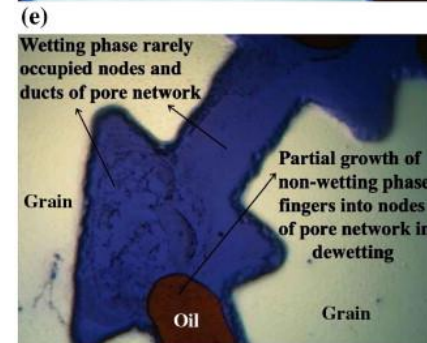 (e)
Wetting phase rarely
occupied nodes and
ducts of pore network
Partial growth of
non-wetting phase
fingers into nodes
of pore network in
dewetting
Grain
Oil
Grain